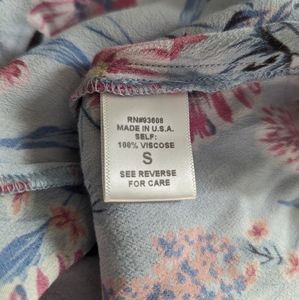 RN#93608
MADE IN U.S.A.
SELF:
100% VISCOSE
S
SEE REVERSE
FOR CARE